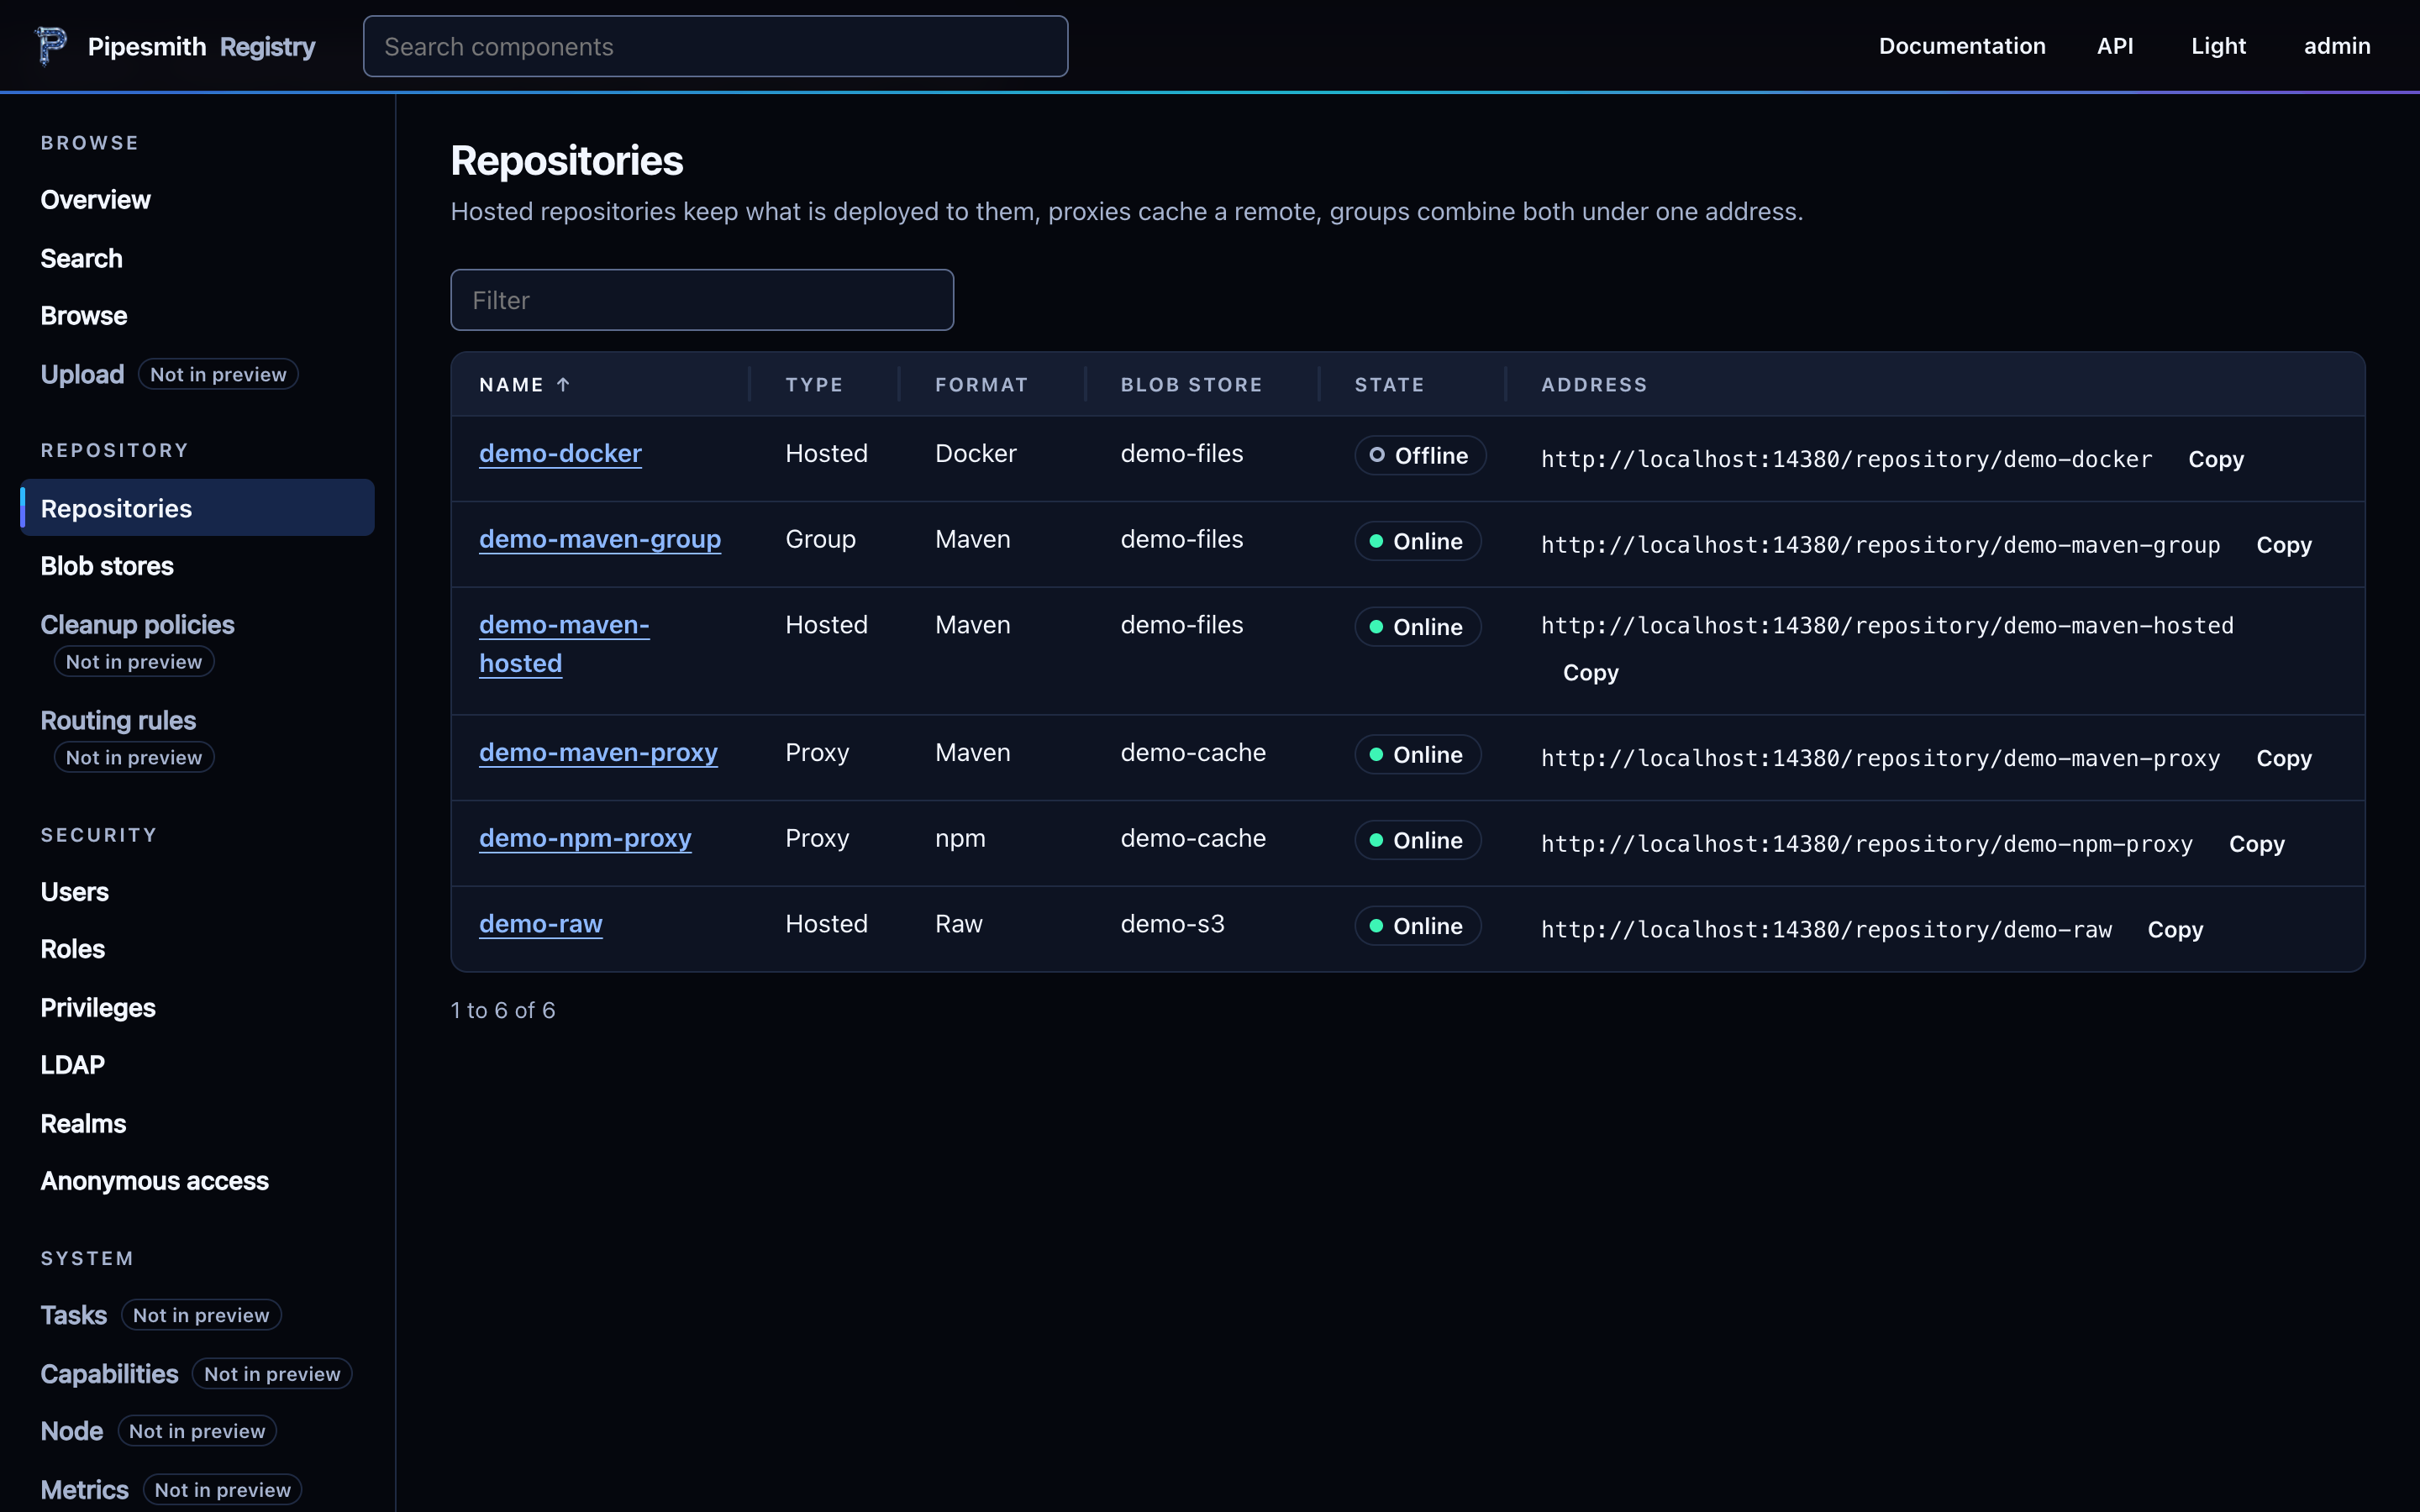 Pipesmith Registry
Search components
Documentation
API
Light
admin
BROWSE
Overview
Search
Browse
Upload Not in preview
REPOSITORY
Repositories
Blob stores
Cleanup policies
Not in preview
Routing rules
Not in preview
SECURITY
Users
Roles
Privileges
LDAP
Realms
Anonymous access
SYSTEM
Tasks Not in preview
Capabilities Not in preview
Node Not in preview
Metrics Not in preview
Repositories
Hosted repositories keep what is deployed to them, proxies cache a remote, groups combine both under one address.
Filter
NAME ↑ TYPE FORMAT BLOB STORE STATE ADDRESS
demo-docker Hosted Docker demo-files Offline http://localhost:14380/repository/demo-docker Copy
demo-maven-group Group Maven demo-files Online http://localhost:14380/repository/demo-maven-group Copy
demo-maven- Hosted Maven demo-files Online http://localhost:14380/repository/demo-maven-hosted
hosted Copy
demo-maven-proxy Proxy Maven demo-cache Online http://localhost:14380/repository/demo-maven-proxy Copy
demo-npm-proxy Proxy npm demo-cache Online http://localhost:14380/repository/demo-npm-proxy Copy
demo-raw Hosted Raw demo-s3 Online http://localhost:14380/repository/demo-raw Copy
1 to 6 of 6